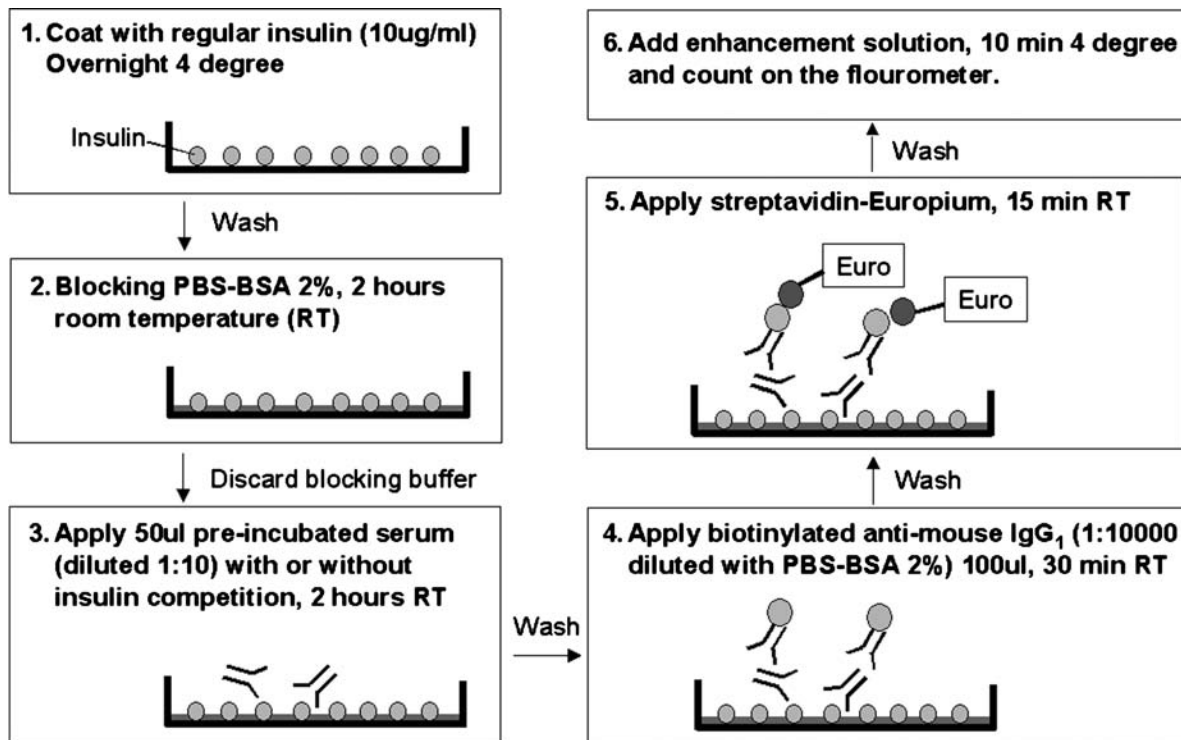 1. Coat with regular insulin (10ug/ml)
Overnight 4 degree
Insulin
Wash
2. Blocking PBS-BSA 2%, 2 hours
room temperature (RT)
Discard blocking buffer
3. Apply 50ul pre-incubated serum
(diluted 1:10) with or without
insulin competition, 2 hours RT
Wash
4. Apply biotinylated anti-mouse IgG₁ (1:10000
diluted with PBS-BSA 2%) 100ul, 30 min RT
Wash
5. Apply streptavidin-Europium, 15 min RT
Euro
Euro
Wash
6. Add enhancement solution, 10 min 4 degree
and count on the flourometer.